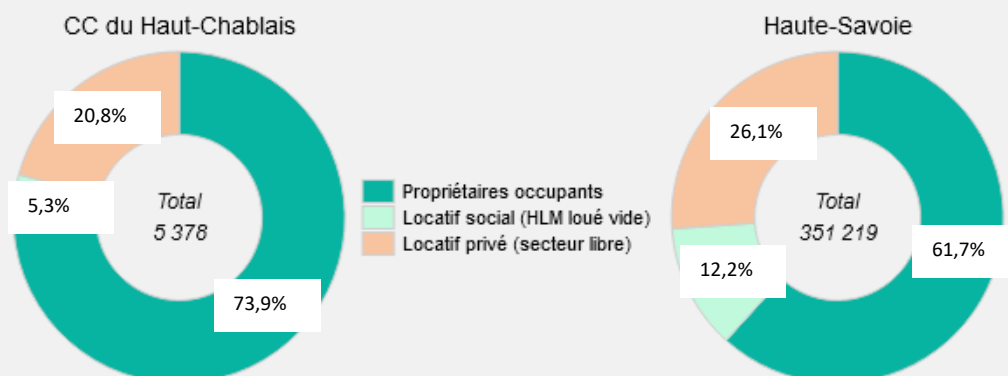 CC du Haut-Chablais
20,8%
5,3%
Total
5 378
73,9%
Propriétaires occupants
Locatif social (HLM loué vide)
Locatif privé (secteur libre)
Haute-Savoie
26,1%
Total
351 219
61,7%
12,2%